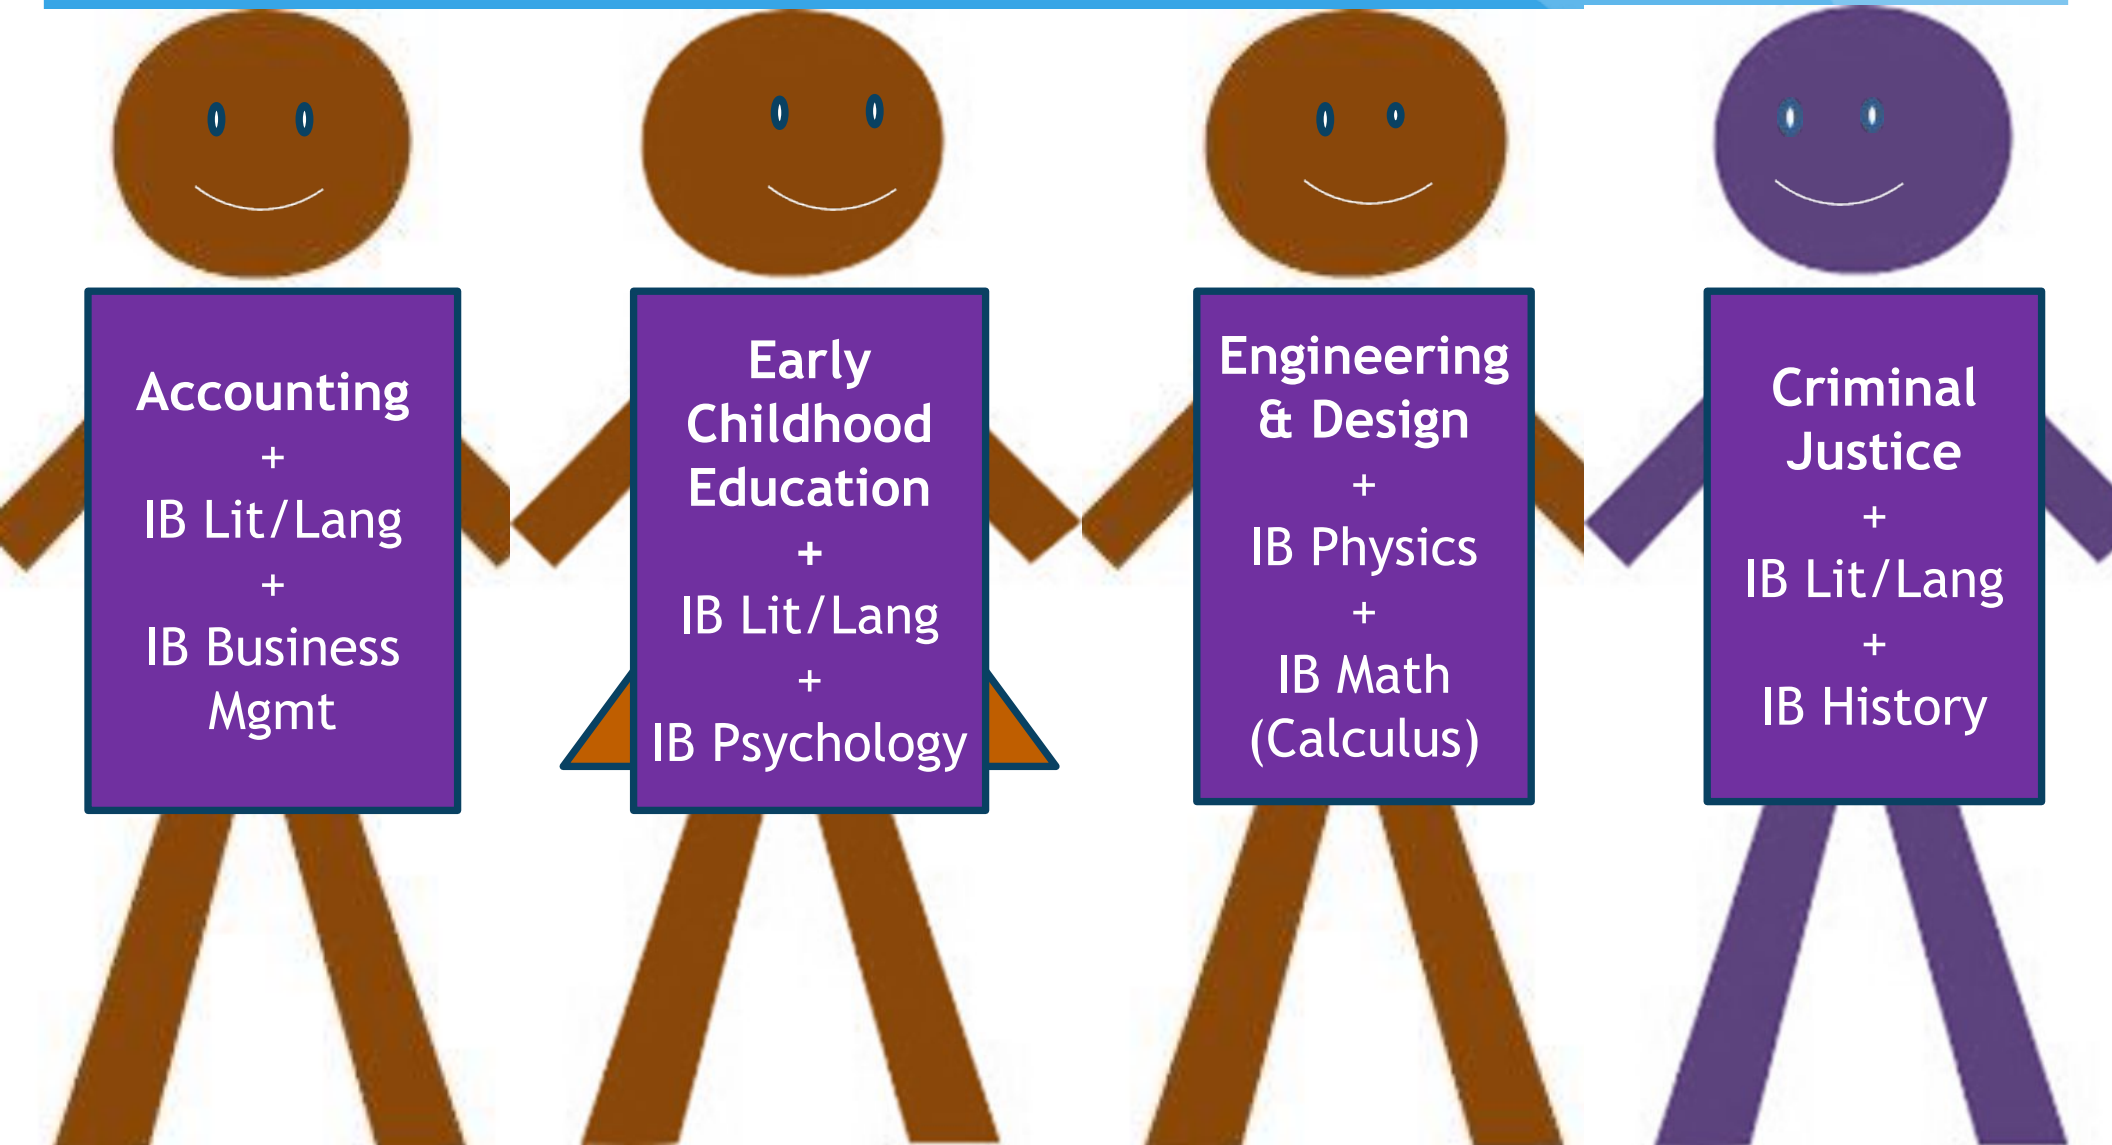 Accounting
+
IB Lit/Lang
+
IB Business
Mgmt
Early
Childhood
Education
+
IB Lit/Lang
+
IB Psychology
Engineering
& Design
+
IB Physics
+
IB Math
(Calculus)
Criminal
Justice
+
IB Lit/Lang
+
IB History